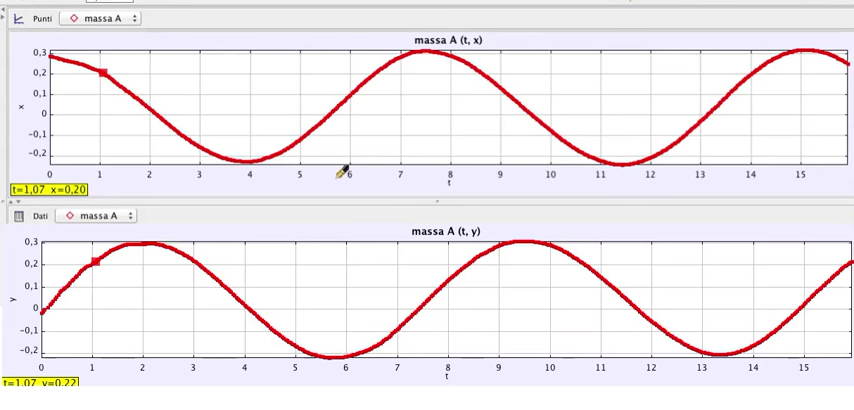 Punti massa A
massa A (t, x)
0,3
0,2
0,1
0
-0,1
-0,2
x
0 1 2 3 4 5 6 7 8 9 10 11 12 13 14 15
t
t=1,07 x=0,20
Dati massa A
massa A (t, y)
0,3
0,2
0,1
0
-0,1
-0,2
y
0 1 2 3 4 5 6 7 8 9 10 11 12 13 14 15
t
t=1,07 y=0,22